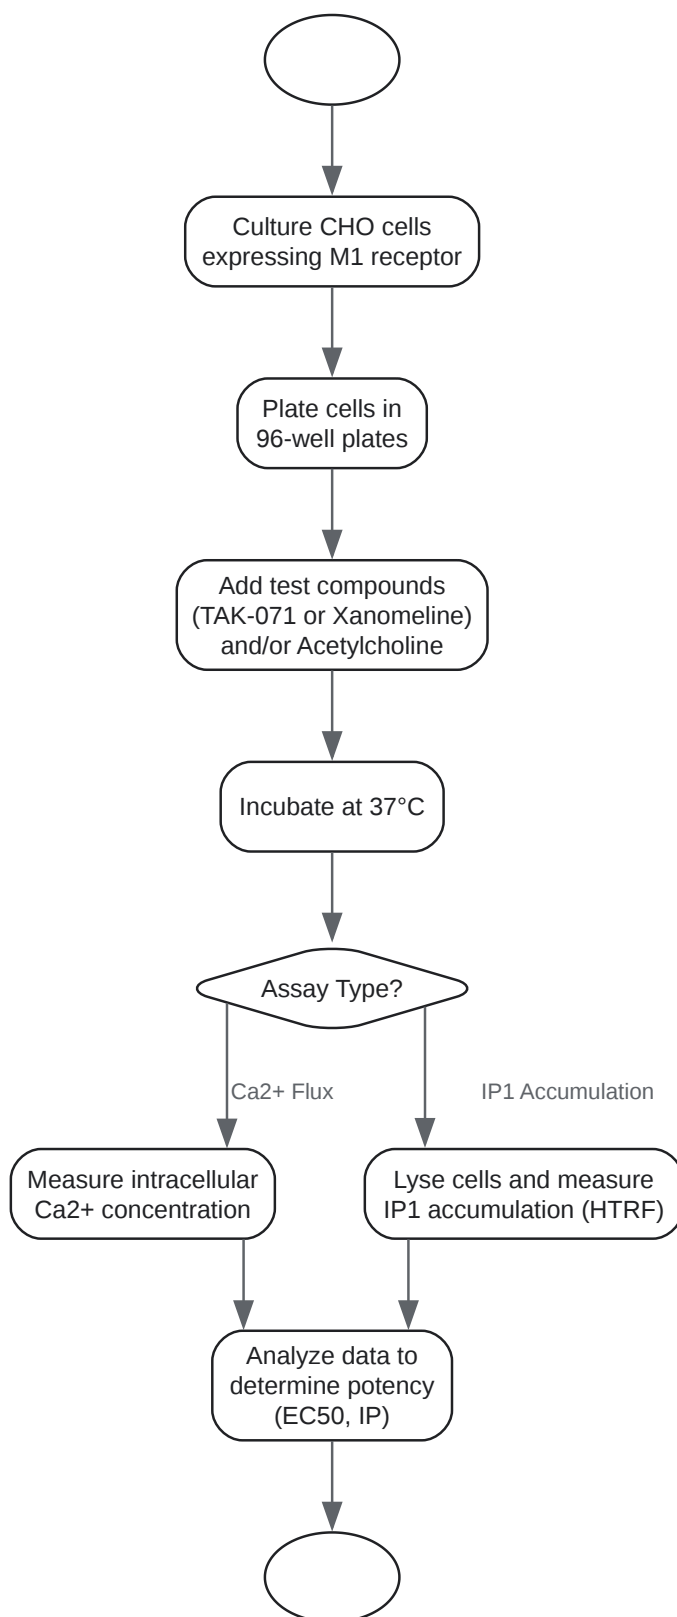 Culture CHO cells
expressing M1 receptor
Plate cells in
96-well plates
Add test compounds
(TAK-071 or Xanomeline)
and/or Acetylcholine
Incubate at 37°C
Assay Type?
Ca2+ Flux
IP1 Accumulation
Measure intracellular
Ca2+ concentration
Lyse cells and measure
IP1 accumulation (HTRF)
Analyze data to
determine potency
(EC50, IP)